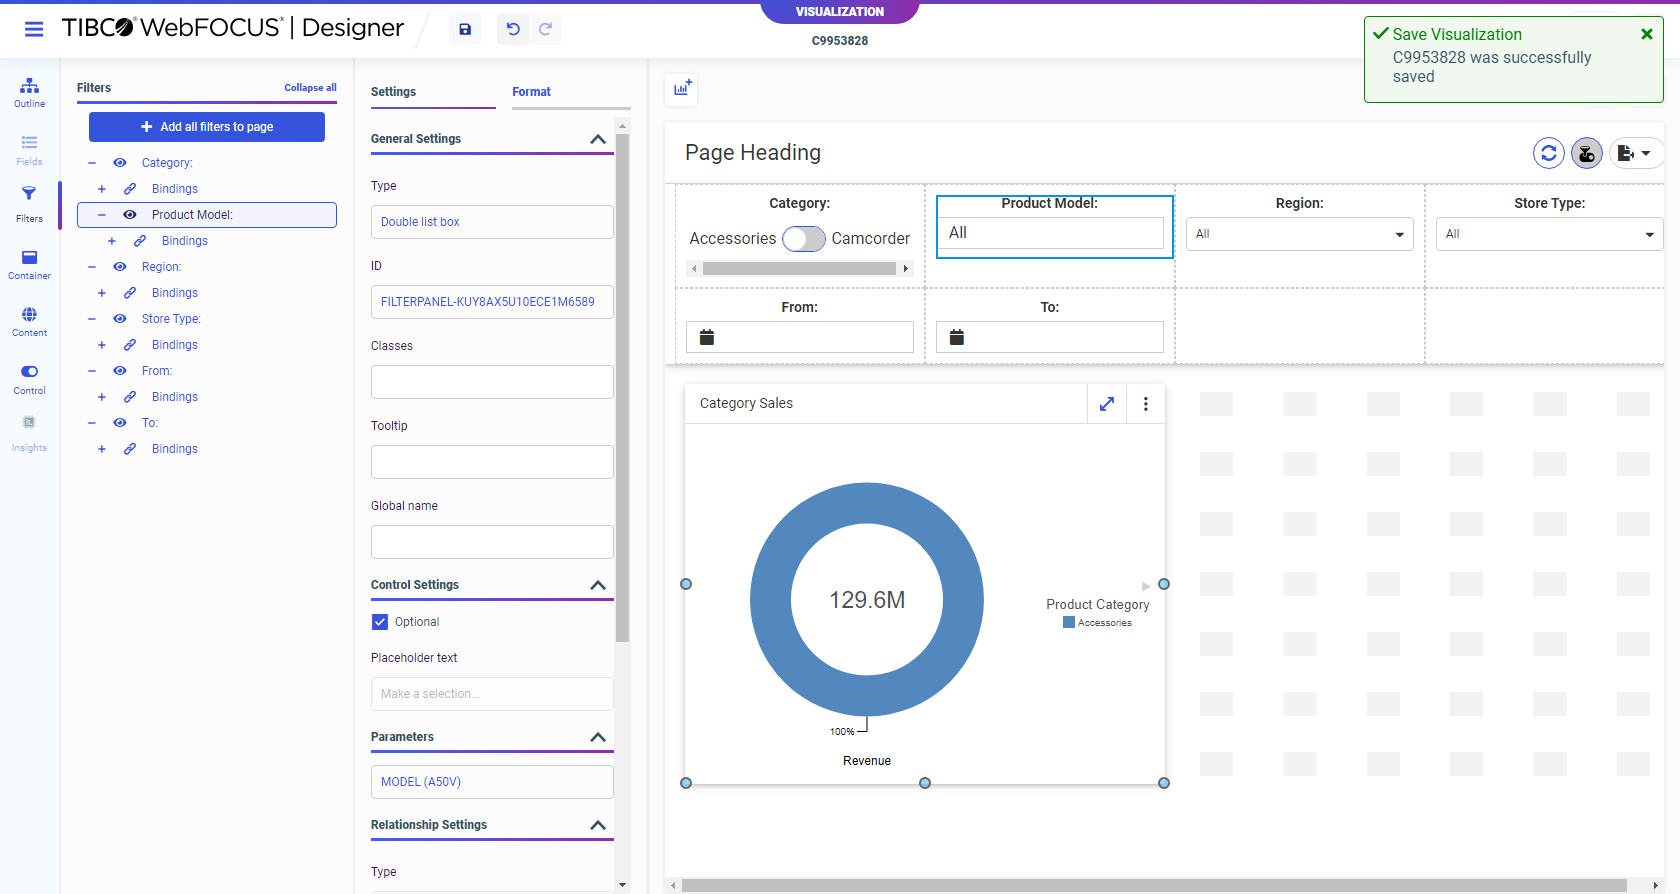 TIBCO® WebFOCUS® | Designer
VISUALIZATION
C9953828
Save Visualization
C9953828 was successfully
saved
Outline
Fields
Filters
Container
Content
Control
Insights
Filters
Collapse all
Add all filters to page
Category:
Bindings
Product Model:
Bindings
Region:
Bindings
Store Type:
Bindings
From:
Bindings
To:
Bindings
Settings
Format
General Settings
Type
Double list box
ID
FILTERPANEL-KUY8AX5U10ECE1M6589
Classes
Tooltip
Global name
Control Settings
Optional
Placeholder text
Make a selection...
Parameters
MODEL (A50V)
Relationship Settings
Type
Page Heading
Category:
Accessories
Camcorder
Product Model:
All
Region:
All
Store Type:
All
From:
To:
Category Sales
129.6M
100%
Revenue
Product Category
Accessories